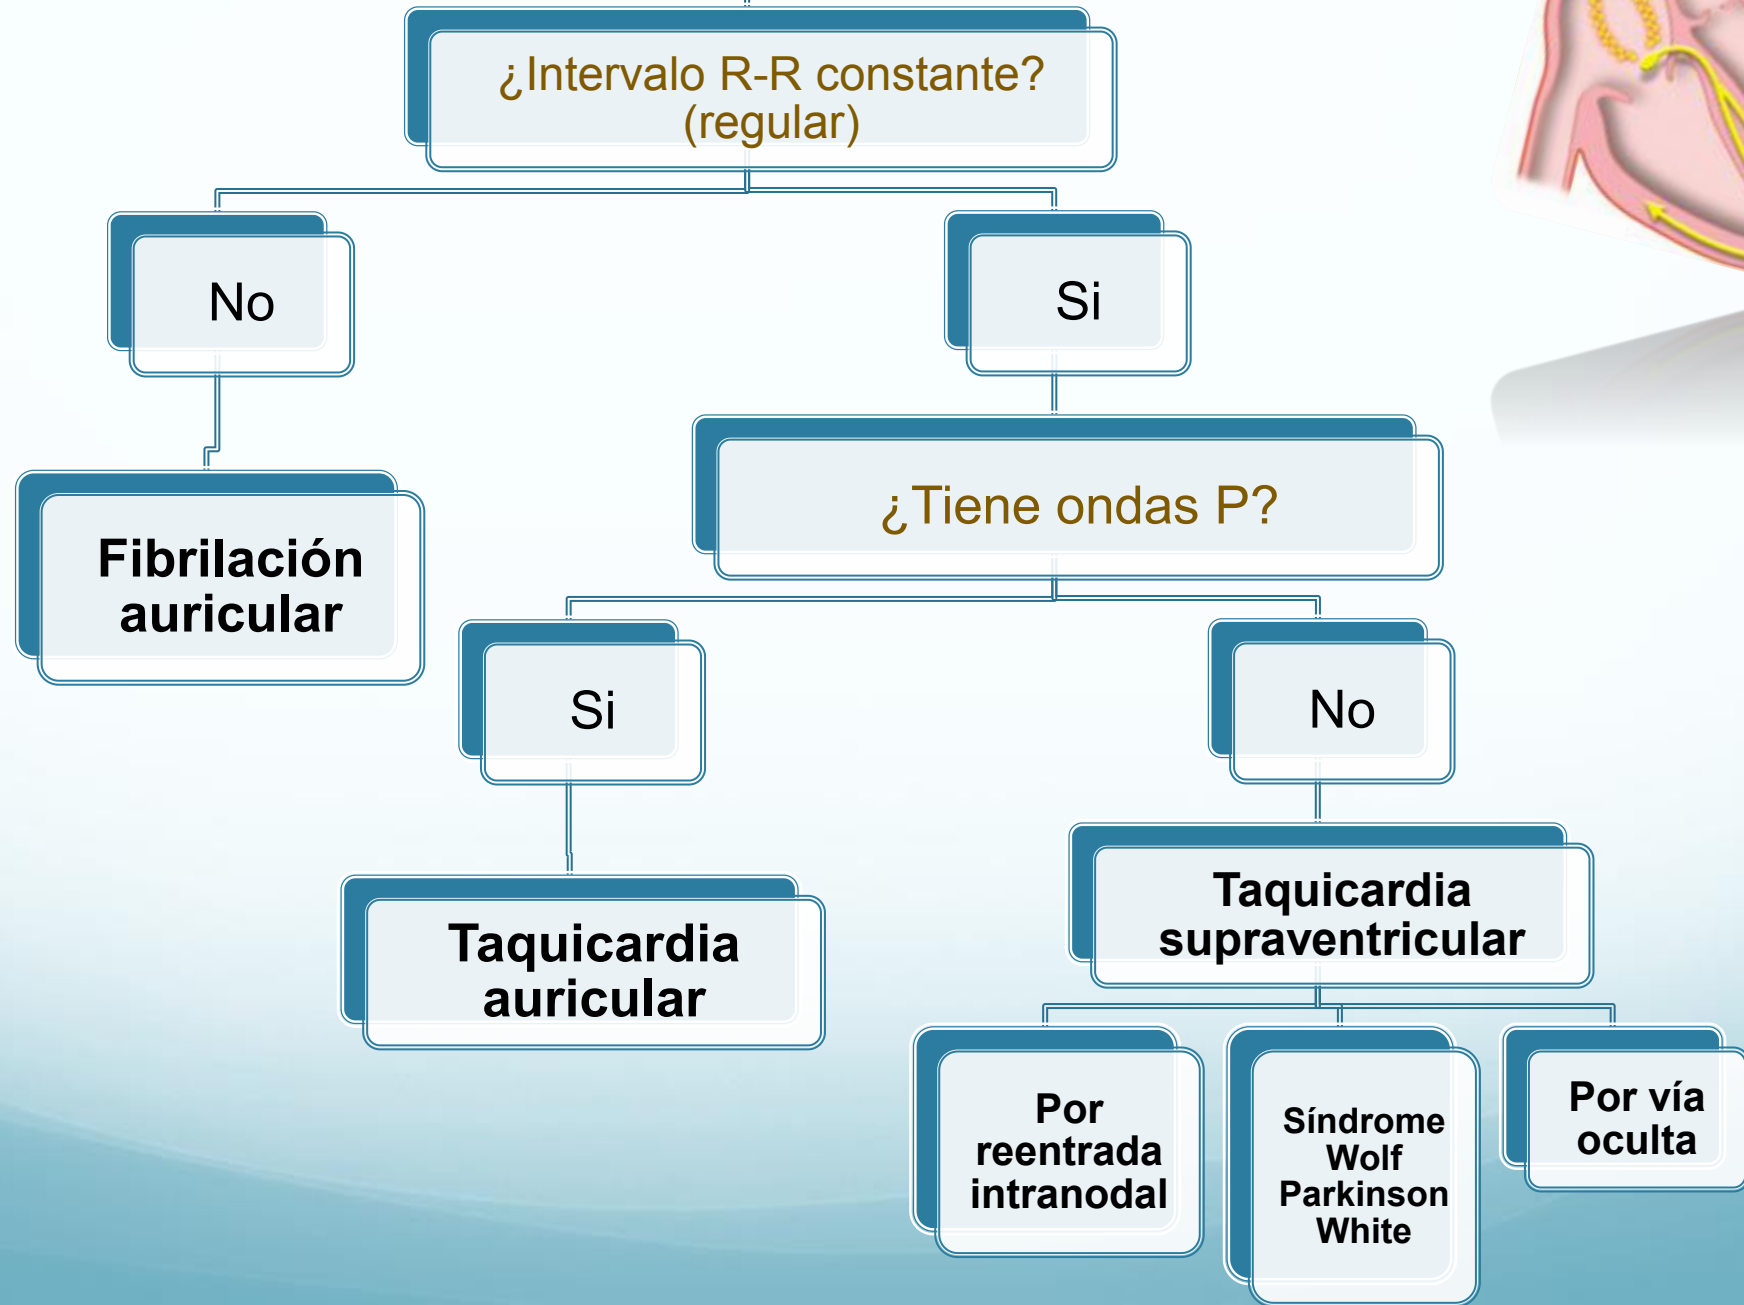 ¿Intervalo R-R constante?
(regular)
No
Si
Fibrilación
auricular
¿Tiene ondas P?
Si
No
Taquicardia
auricular
Taquicardia
supraventricular
Por
reentrada
intranodal
Síndrome
Wolf
Parkinson
White
Por vía
oculta